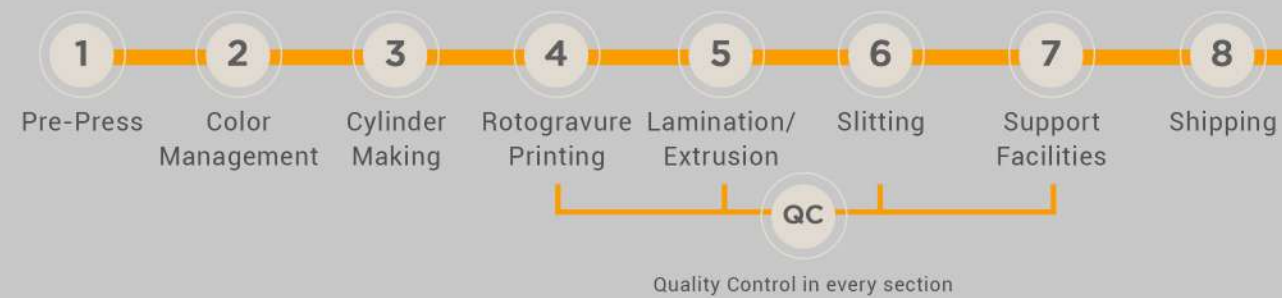 1 2 3 4 5 6 7 8
Pre-Press Color Cylinder Rotogravure Lamination/ Slitting Support Shipping
Management Making Printing Extrusion Facilities
QC
Quality Control in every section